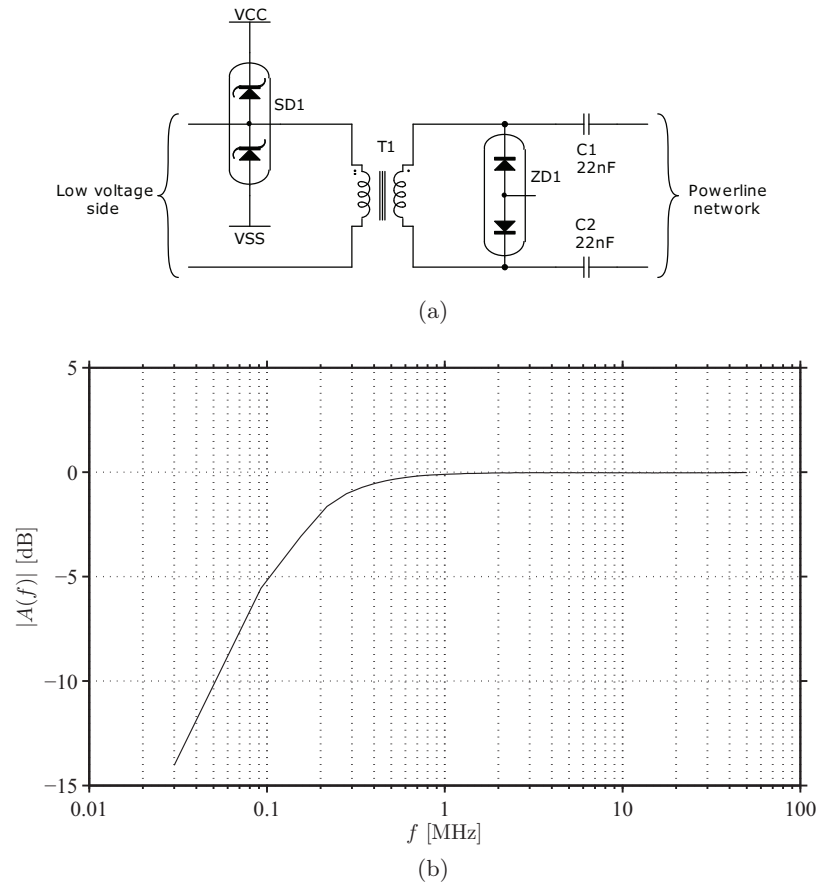 VCC
SD1
VSS
Low voltage
side
T1
ZD1
C1
22nF
C2
22nF
Powerline
network
(a)
5
0
−5
−10
−15
|A(f)| [dB]
0.01
0.1
1
10
100
f [MHz]
(b)